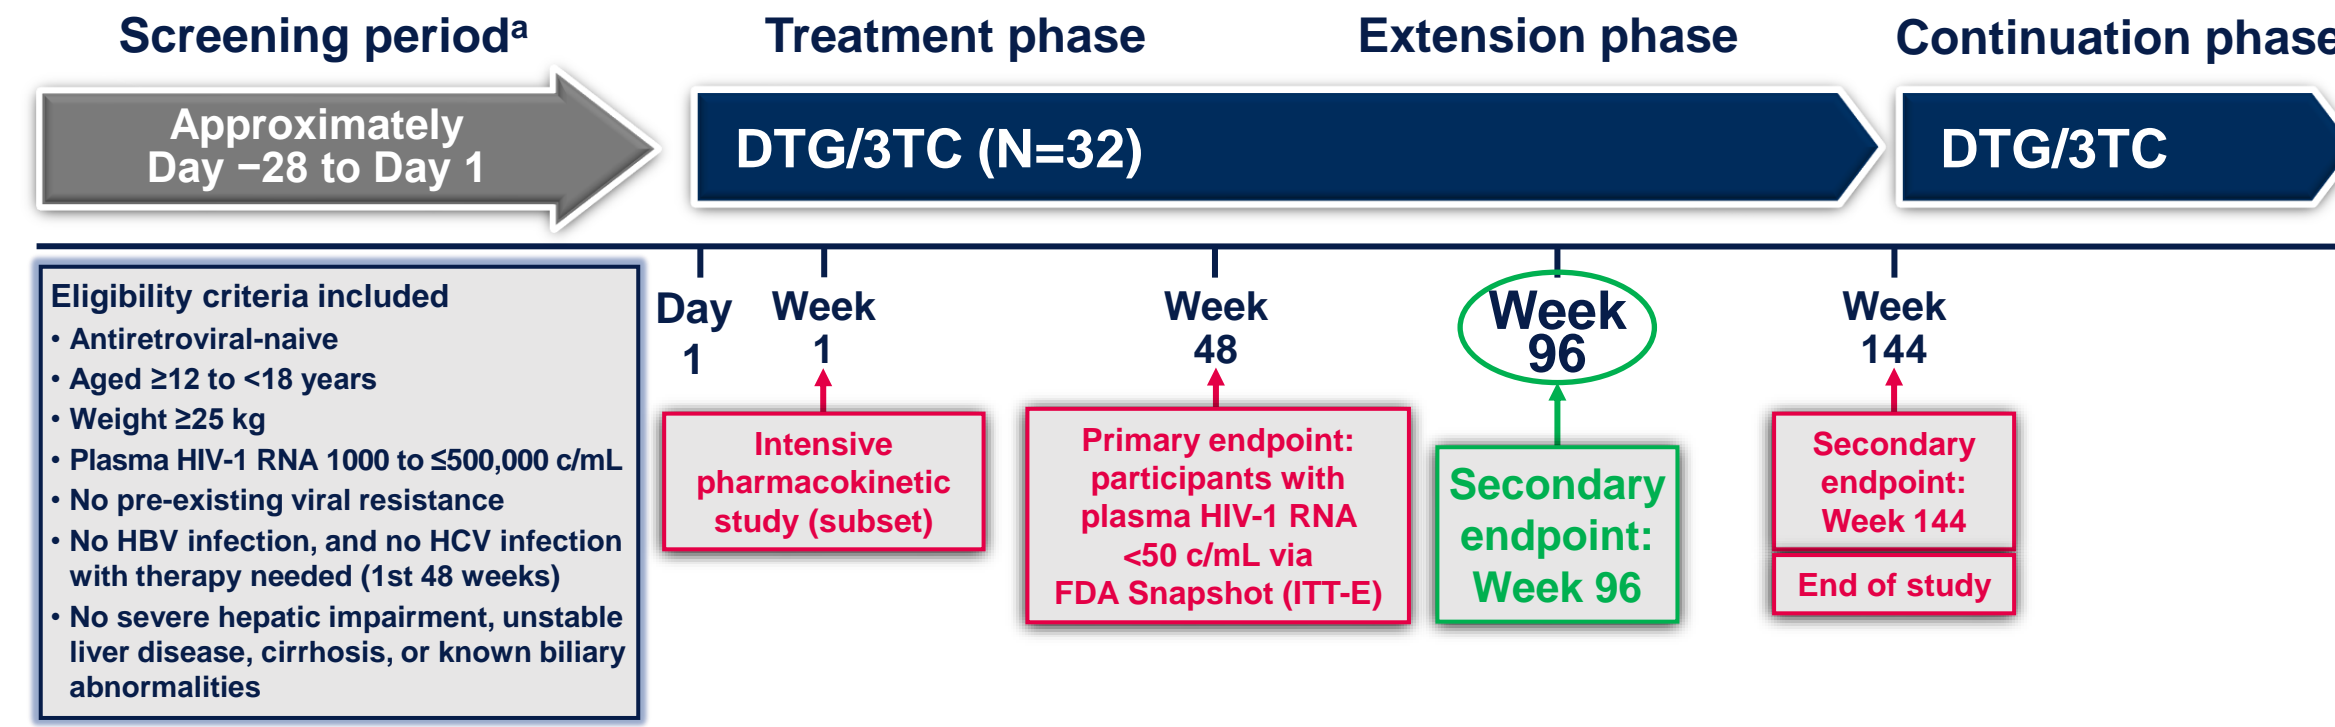 Screening periodᵃ
Treatment phase
Extension phase
Continuation phase
Approximately
Day −28 to Day 1
DTG/3TC (N=32)
DTG/3TC
Eligibility criteria included
• Antiretroviral-naive
• Aged ≥12 to <18 years
• Weight ≥25 kg
• Plasma HIV-1 RNA 1000 to ≤500,000 c/mL
• No pre-existing viral resistance
• No HBV infection, and no HCV infection
with therapy needed (1st 48 weeks)
• No severe hepatic impairment, unstable
liver disease, cirrhosis, or known biliary
abnormalities
Day
1
Week
1
Week
48
Week
96
Week
144
Intensive
pharmacokinetic
study (subset)
Primary endpoint:
participants with
plasma HIV-1 RNA
<50 c/mL via
FDA Snapshot (ITT-E)
Secondary
endpoint:
Week 96
Secondary
endpoint:
Week 144
End of study